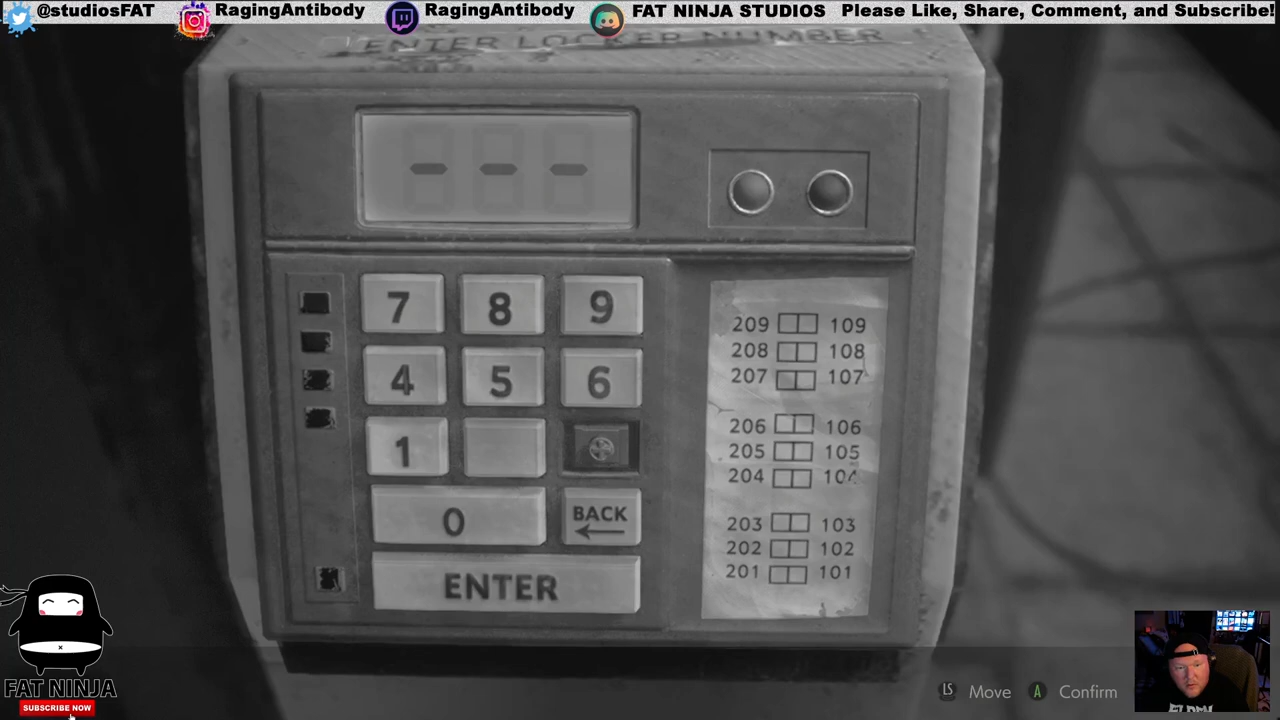 @studiosFAT RagingAntibody RagingAntibody FAT NINJA STUDIOS Please Like, Share, Comment, and Subscribe!
ENTER LOCKER NUMBER
- - -
7 8 9
4 5 6
1
0 BACK
ENTER
209 109
208 108
207 107
206 106
205 105
204 104
203 103
202 102
201 101
FAT NINJA
SUBSCRIBE NOW
LS Move A Confirm